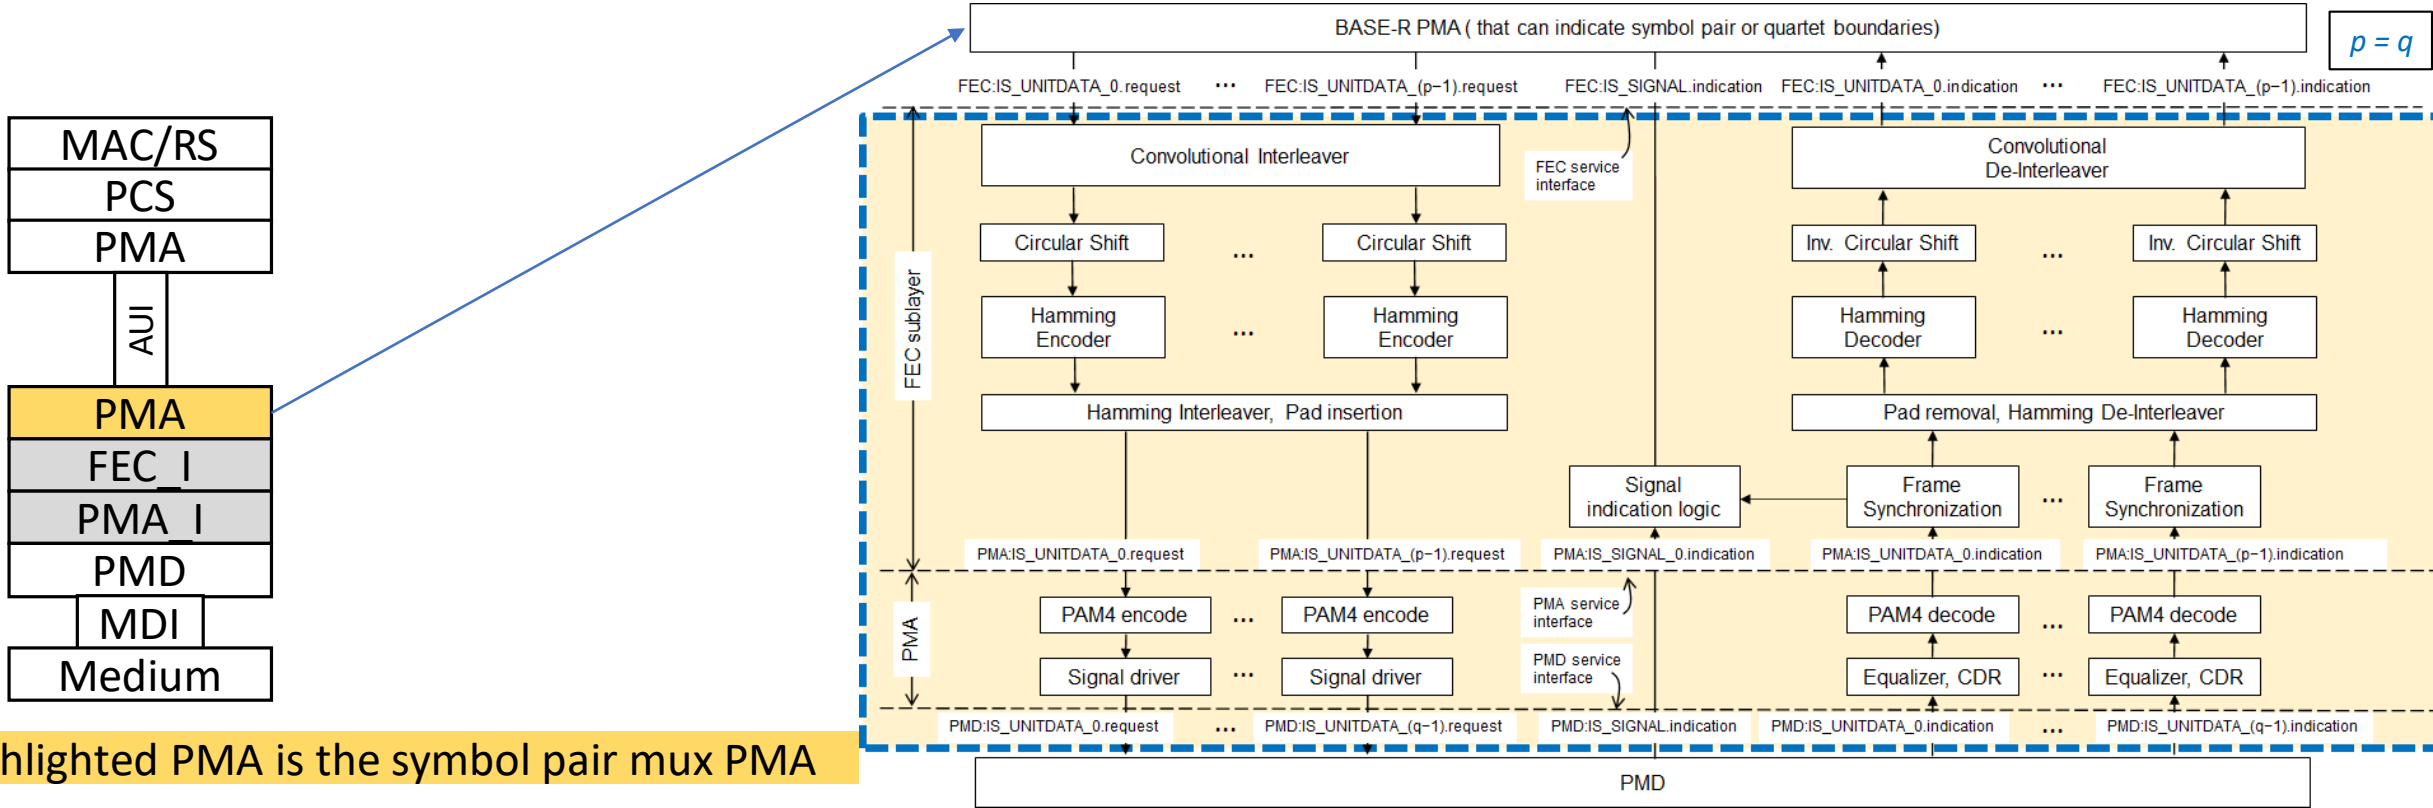 MAC/RS
PCS
PMA
AUI
PMA
FEC_I
PMA_I
PMD
MDI
Medium
hlighted PMA is the symbol pair mux PMA
BASE-R PMA ( that can indicate symbol pair or quartet boundaries)
p = q
FEC:IS_UNITDATA_0.request ... FEC:IS_UNITDATA_(p−1).request FEC:IS_SIGNAL.indication FEC:IS_UNITDATA_0.indication ... FEC:IS_UNITDATA_(p−1).indication
Convolutional Interleaver
FEC service
interface
Convolutional
De-Interleaver
Circular Shift ... Circular Shift
Inv. Circular Shift ... Inv. Circular Shift
FEC sublayer
Hamming
Encoder
...
Hamming
Encoder
Hamming
Decoder
...
Hamming
Decoder
Hamming Interleaver, Pad insertion
Pad removal, Hamming De-Interleaver
Signal
indication logic
Frame
Synchronization
...
Frame
Synchronization
PMA:IS_UNITDATA_0.request PMA:IS_UNITDATA_(p−1).request PMA:IS_SIGNAL_0.indication PMA:IS_UNITDATA_0.indication PMA:IS_UNITDATA_(p−1).indication
PMA
PAM4 encode ... PAM4 encode
PMA service
interface
PAM4 decode ... PAM4 decode
Signal driver ... Signal driver
PMD service
interface
Equalizer, CDR ... Equalizer, CDR
PMD:IS_UNITDATA_0.request ... PMD:IS_UNITDATA_(q−1).request PMD:IS_SIGNAL.indication PMD:IS_UNITDATA_0.indication ... PMD:IS_UNITDATA_(q−1).indication
PMD